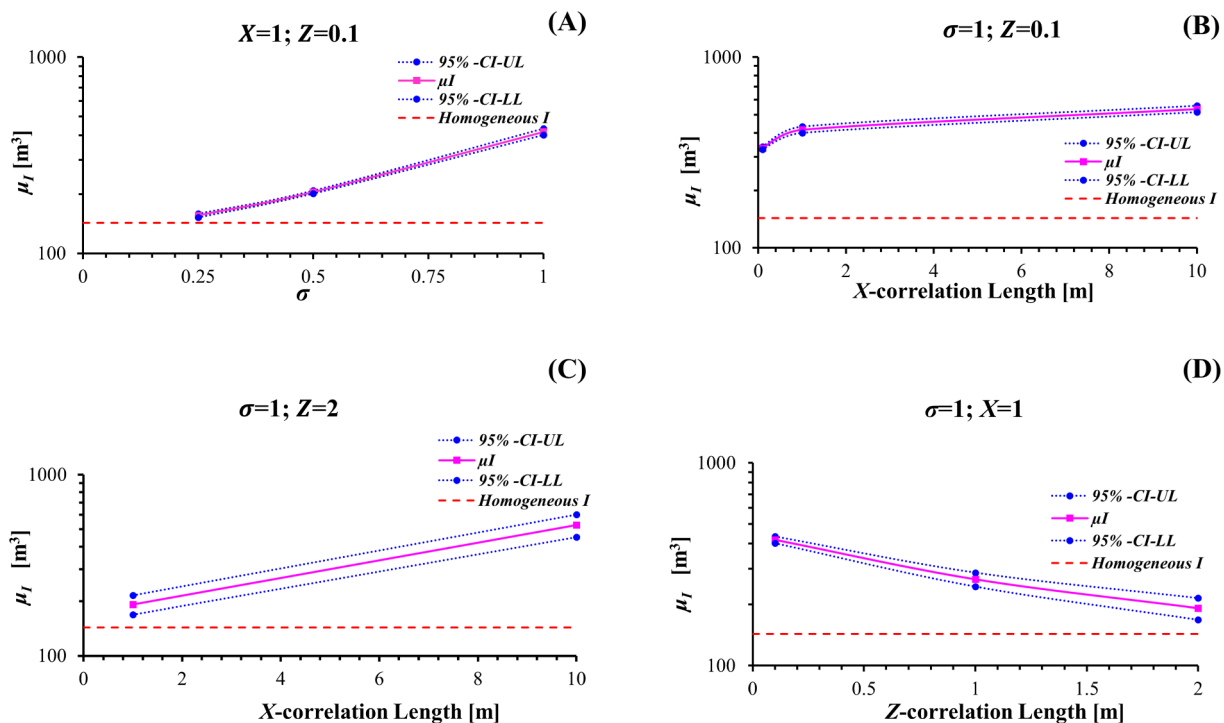 (A)
X=1; Z=0.1
1000
95% -CI-UL
µI
95% -CI-LL
Homogeneous I
µI [m³]
100
0 0.25 0.5 0.75 1
σ
(B)
σ=1; Z=0.1
1000
95% -CI-UL
µI
95% -CI-LL
Homogeneous I
µI [m³]
100
0 2 4 6 8 10
X-correlation Length [m]
(C)
σ=1; Z=2
95% -CI-UL
µI
95% -CI-LL
Homogeneous I
1000
µI [m³]
100
0 2 4 6 8 10
X-correlation Length [m]
(D)
σ=1; X=1
1000
95% -CI-UL
µI
95% -CI-LL
Homogeneous I
µI [m³]
100
0 0.5 1 1.5 2
Z-correlation Length [m]